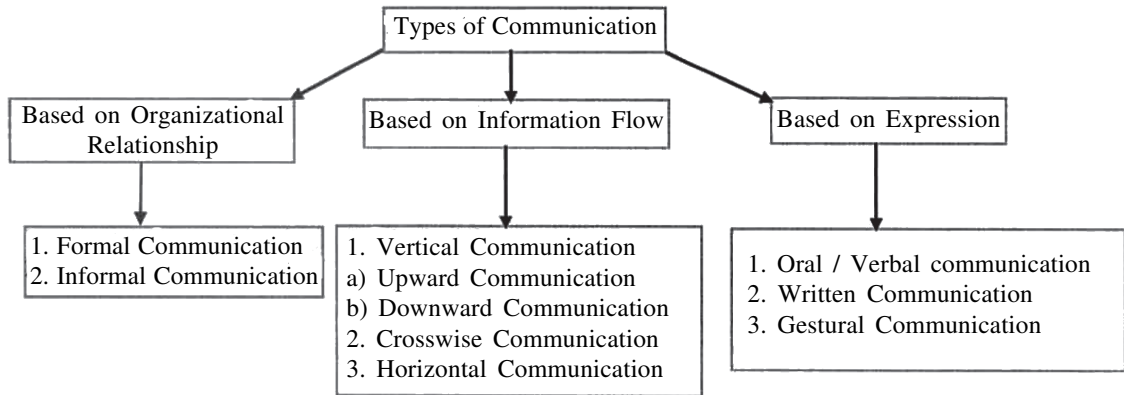 Types of Communication
Based on Organizational
Relationship
Based on Information Flow
Based on Expression
1. Formal Communication
2. Informal Communication
1. Vertical Communication
a) Upward Communication
b) Downward Communication
2. Crosswise Communication
3. Horizontal Communication
1. Oral / Verbal communication
2. Written Communication
3. Gestural Communication